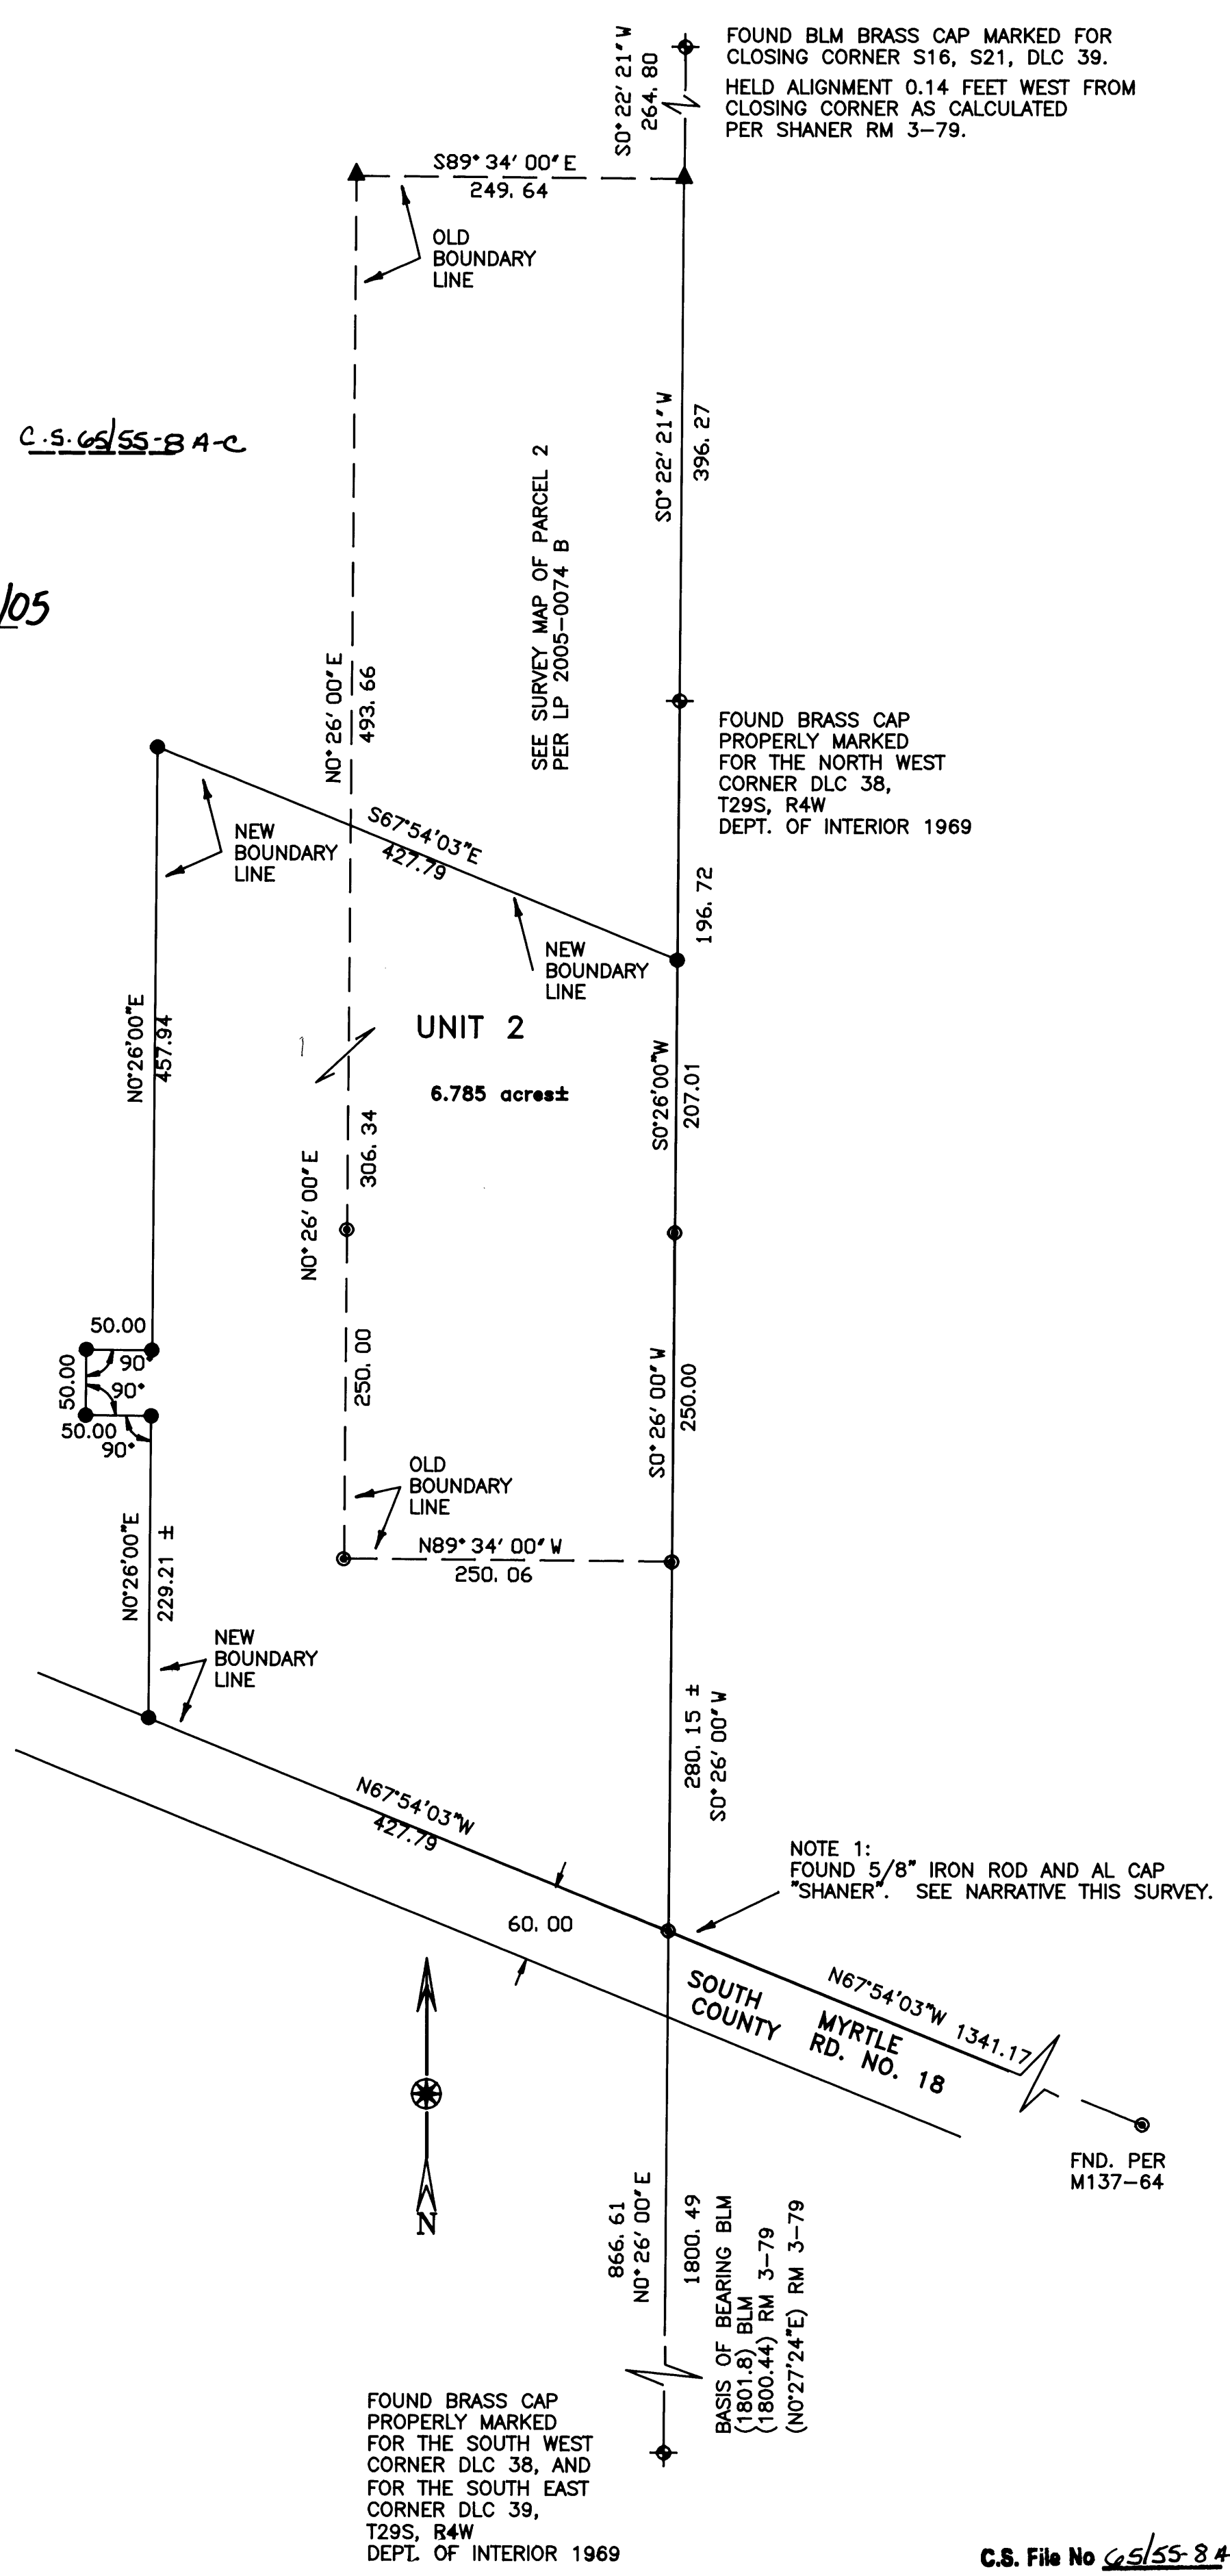 S0°22'21"W
264.80
FOUND BLM BRASS CAP MARKED FOR
CLOSING CORNER S16, S21, DLC 39.
HELD ALIGNMENT 0.14 FEET WEST FROM
CLOSING CORNER AS CALCULATED
PER SHANER RM 3-79.
S89°34'00"E
249.64
OLD
BOUNDARY
LINE
S0°22'21"W
396.27
C.S.65/55-8 A-C
SEE SURVEY MAP OF PARCEL 2
PER LP 2005-0074 B
/05
N0°26'00"E
493.66
FOUND BRASS CAP
PROPERLY MARKED
FOR THE NORTH WEST
CORNER DLC 38,
T29S, R4W
DEPT. OF INTERIOR 1969
NEW
BOUNDARY
LINE
S67°54'03"E
427.79
196.72
NEW
BOUNDARY
LINE
N0°26'00"E
457.94
1
UNIT 2
6.785 acres±
S0°26'00"W
207.01
N0°26'00"E
306.34
50.00
90°
50.00
90°
50.00
90°
250.00
S0°26'00"W
250.00
OLD
BOUNDARY
LINE
N89°34'00"W
250.06
N0°26'00"E
229.21 ±
NEW
BOUNDARY
LINE
280.15 ±
S0°26'00"W
N67°54'03"W
427.79
NOTE 1:
FOUND 5/8" IRON ROD AND AL CAP
"SHANER". SEE NARRATIVE THIS SURVEY.
60.00
N67°54'03"W 1341.17
SOUTH MYRTLE
COUNTY RD. NO. 18
FND. PER
M137-64
N
866.61
N0°26'00"E
1800.49
BASIS OF BEARING BLM
(1801.8) BLM
(1800.44) RM 3-79
(N0°27'24"E) RM 3-79
FOUND BRASS CAP
PROPERLY MARKED
FOR THE SOUTH WEST
CORNER DLC 38, AND
FOR THE SOUTH EAST
CORNER DLC 39,
T29S, R4W
DEPT. OF INTERIOR 1969
C.S. File No 65/55-8 A